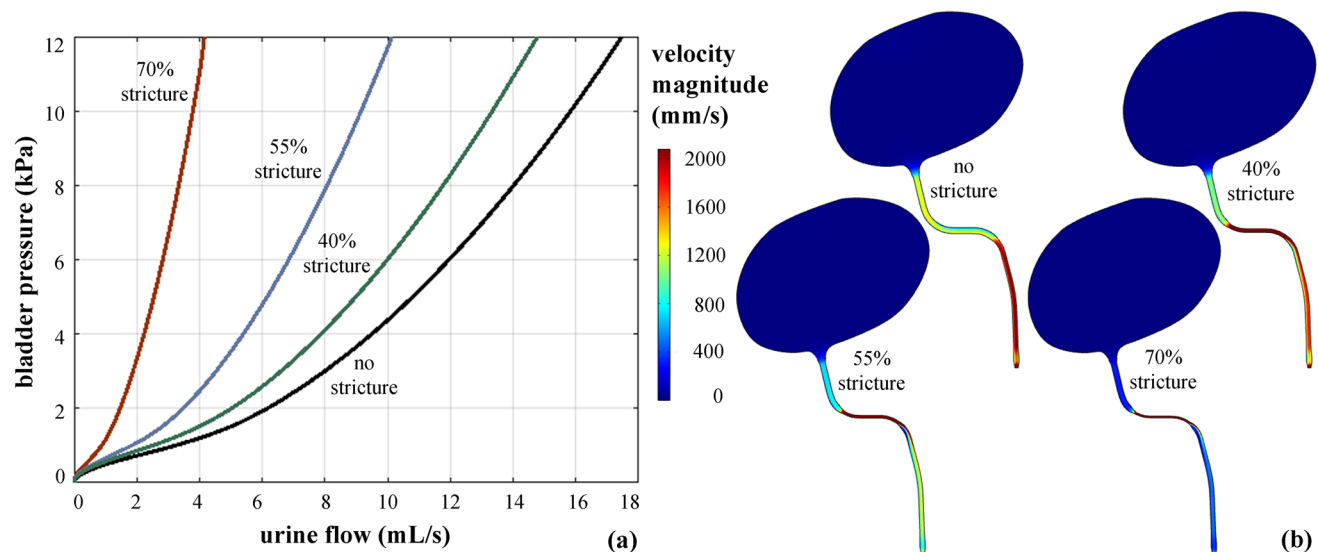 12
10
8
6
4
2
0
bladder pressure (kPa)
70%
stricture
55%
stricture
40%
stricture
no
stricture
0 2 4 6 8 10 12 14 16 18
urine flow (mL/s)
(a)
velocity
magnitude
(mm/s)
2000
1600
1200
800
400
0
no
stricture
40%
stricture
55%
stricture
70%
stricture
(b)